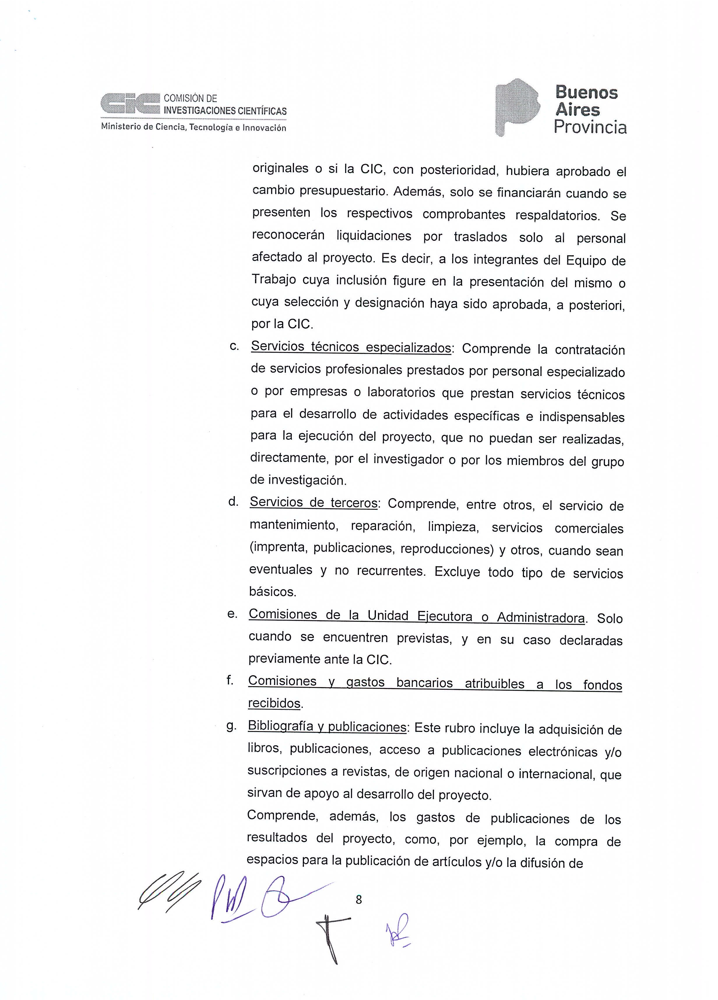 CIC COMISIÓN DE
INVESTIGACIONES CIENTÍFICAS
Ministerio de Ciencia, Tecnología e Innovación
Buenos
Aires
Provincia
originales o si la CIC, con posterioridad, hubiera aprobado el
cambio presupuestario. Además, solo se financiarán cuando se
presenten los respectivos comprobantes respaldatorios. Se
reconocerán liquidaciones por traslados solo al personal
afectado al proyecto. Es decir, a los integrantes del Equipo de
Trabajo cuya inclusión figure en la presentación del mismo o
cuya selección y designación haya sido aprobada, a posteriori,
por la CIC.
c. Servicios técnicos especializados: Comprende la contratación
de servicios profesionales prestados por personal especializado
o por empresas o laboratorios que prestan servicios técnicos
para el desarrollo de actividades específicas e indispensables
para la ejecución del proyecto, que no puedan ser realizadas,
directamente, por el investigador o por los miembros del grupo
de investigación.
d. Servicios de terceros: Comprende, entre otros, el servicio de
mantenimiento, reparación, limpieza, servicios comerciales
(imprenta, publicaciones, reproducciones) y otros, cuando sean
eventuales y no recurrentes. Excluye todo tipo de servicios
básicos.
e. Comisiones de la Unidad Ejecutora o Administradora. Solo
cuando se encuentren previstas, y en su caso declaradas
previamente ante la CIC.
f. Comisiones y gastos bancarios atribuibles a los fondos
recibidos.
g. Bibliografía y publicaciones: Este rubro incluye la adquisición de
libros, publicaciones, acceso a publicaciones electrónicas y/o
suscripciones a revistas, de origen nacional o internacional, que
sirvan de apoyo al desarrollo del proyecto.
Comprende, además, los gastos de publicaciones de los
resultados del proyecto, como, por ejemplo, la compra de
espacios para la publicación de artículos y/o la difusión de
8